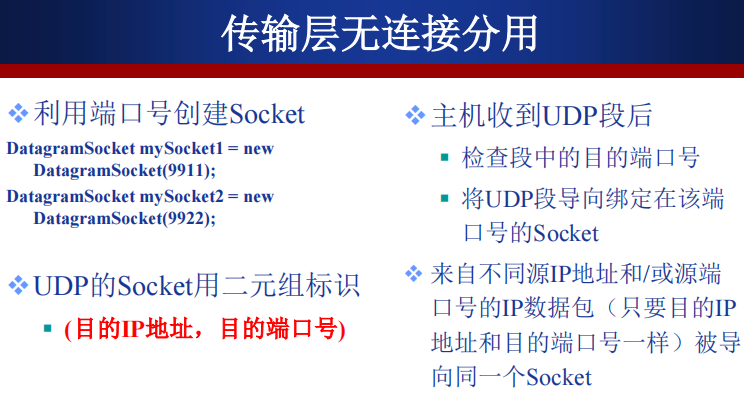 传输层无连接分用
利用端口号创建Socket
DatagramSocket mySocket1 = new
DatagramSocket(9911);
DatagramSocket mySocket2 = new
DatagramSocket(9922);
UDP的Socket用二元组标识
(目的IP地址，目的端口号)
主机收到UDP段后
检查段中的目的端口号
将UDP段导向绑定在该端
口号的Socket
来自不同源IP地址和/或源端
口号的IP数据包（只要目的IP
地址和目的端口号一样）被导
向同一个Socket